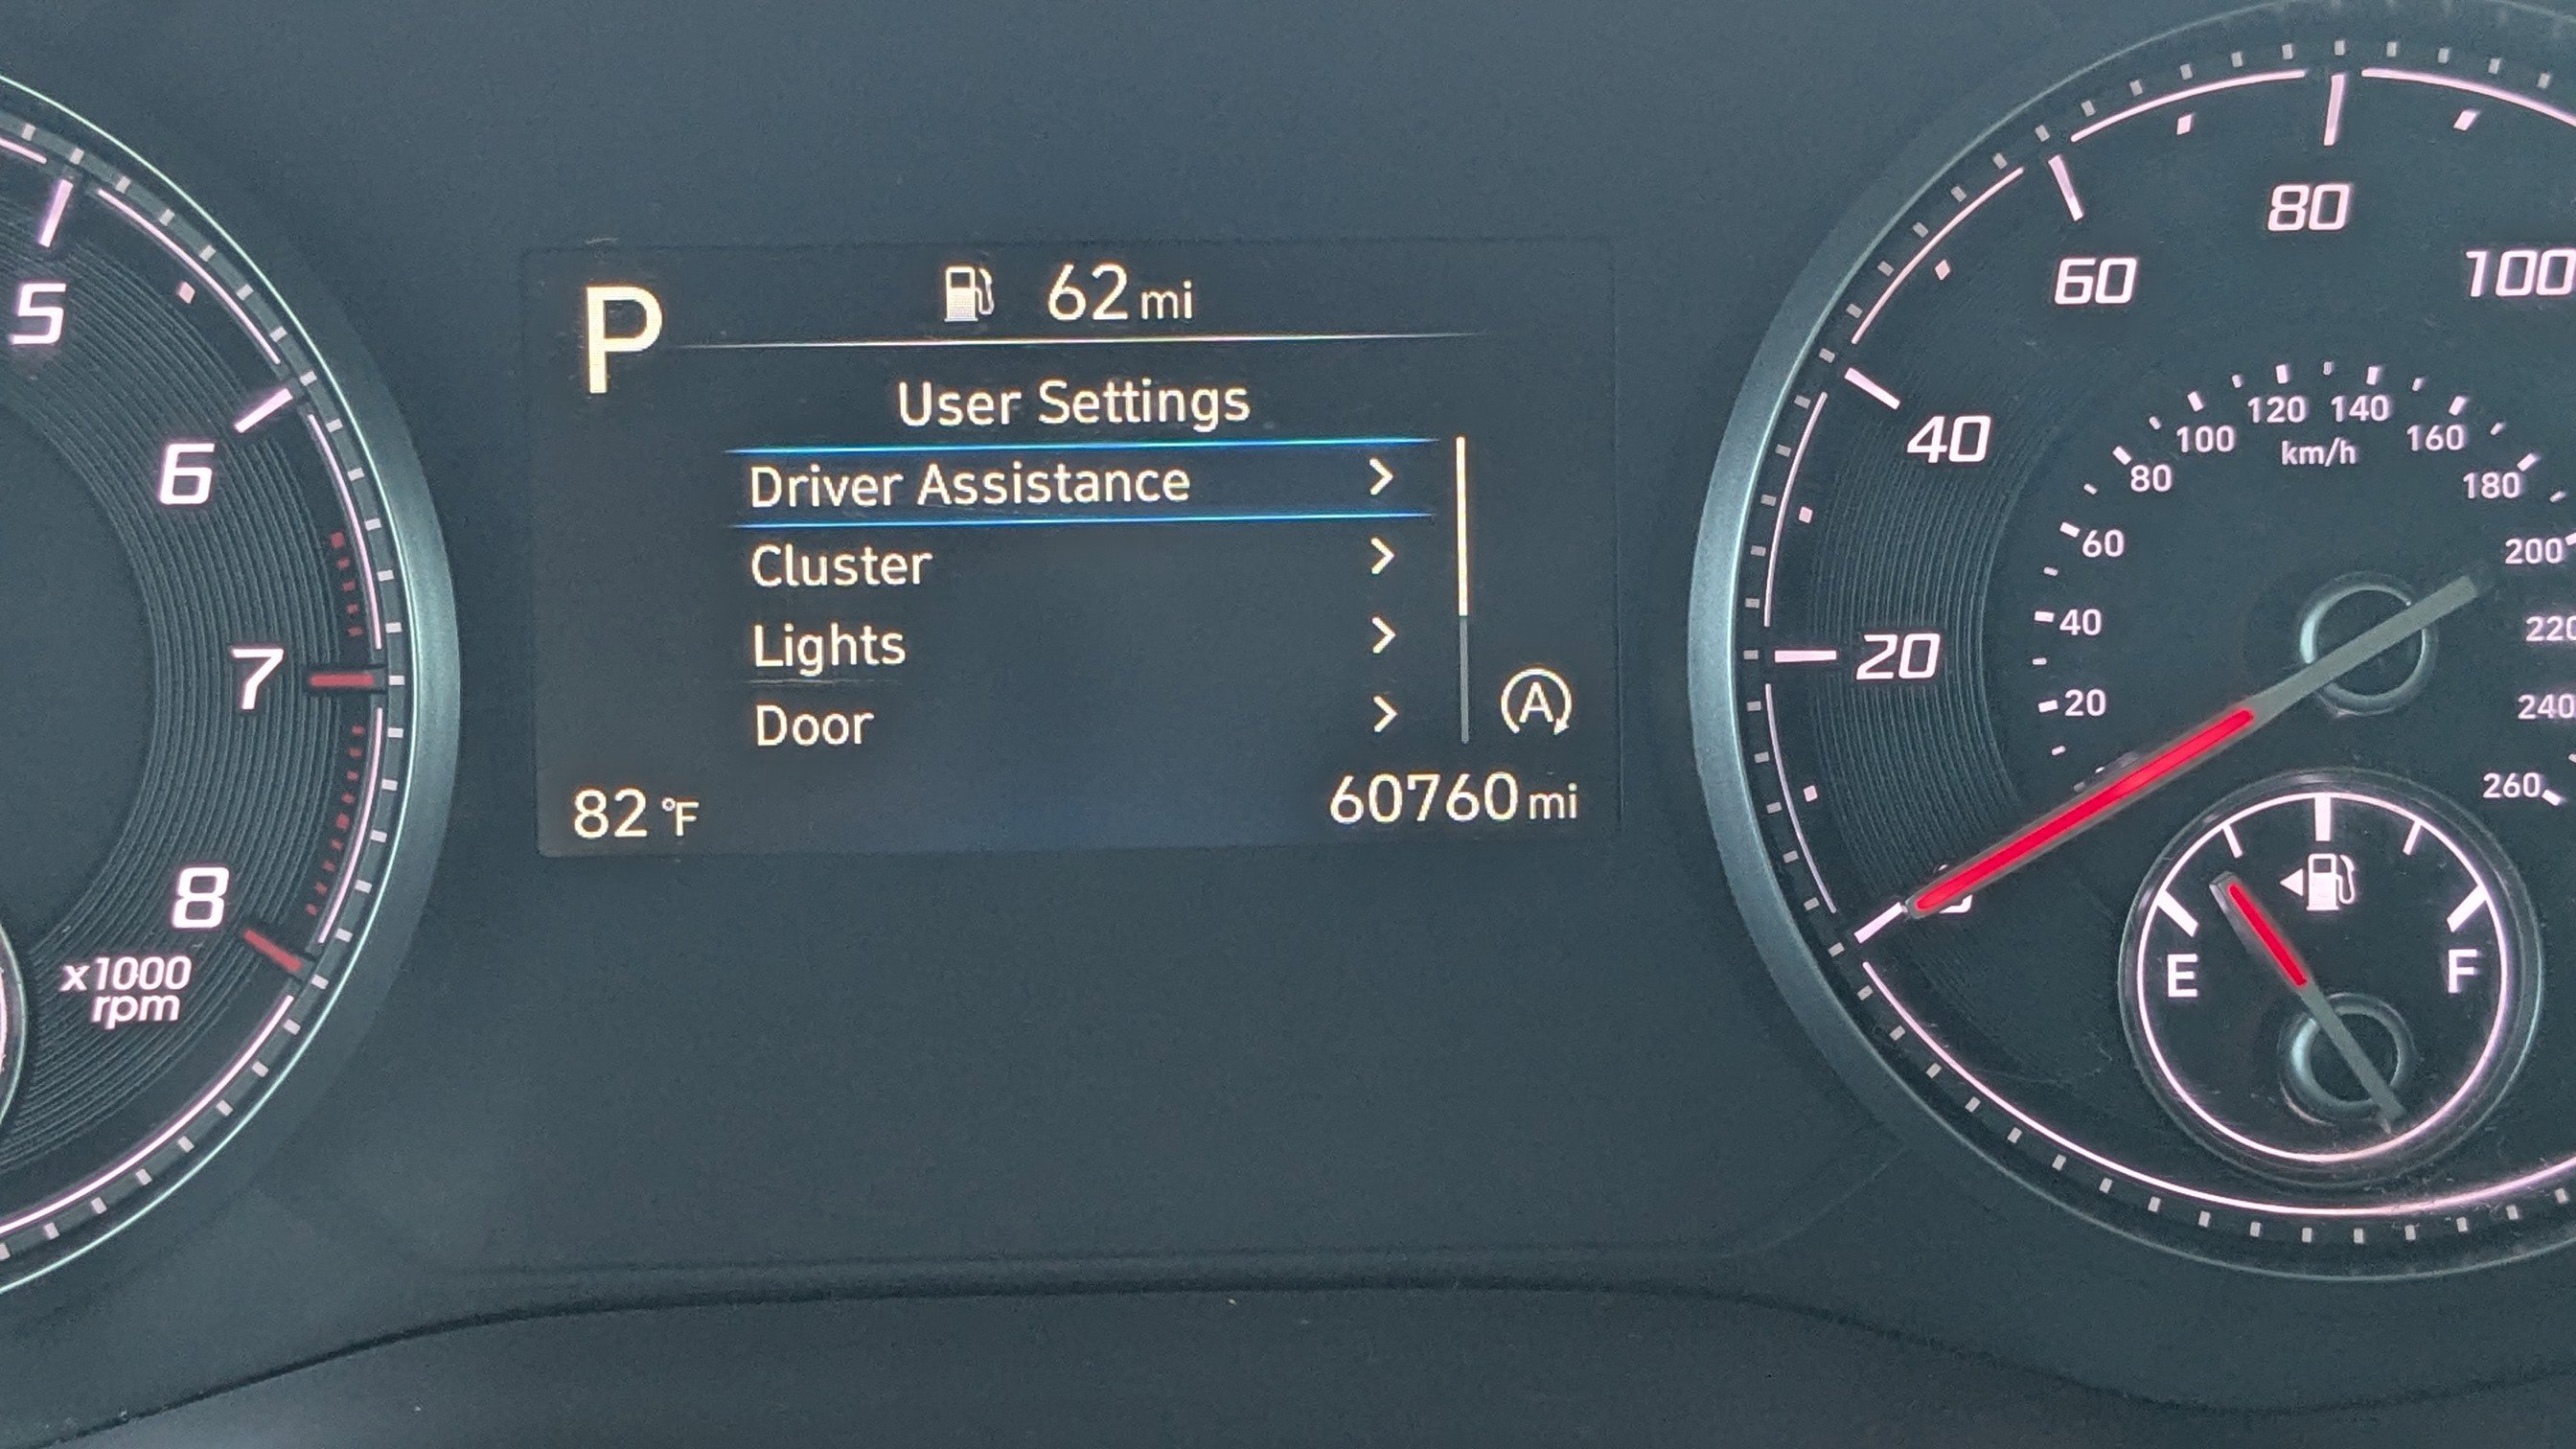 5
6
7
8
x1000
rpm
P
62 mi
User Settings
Driver Assistance
Cluster
Lights
Door
A
82 °F
60760 mi
20
40
60
80
100
20
40
60
80
100
120
140
160
180
200
240
260
km/h
E
F